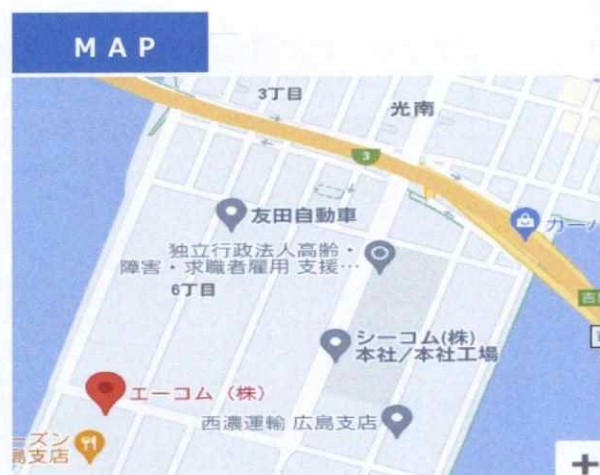 MAP
3丁目
光南
3
友田自動車
カーパ
独立行政法人高齢・
障害・求職者雇用 支援…
6丁目
シーコム(株)
本社/本社工場
エーコム(株)
西濃運輸 広島支店
ーズン
島支店
+